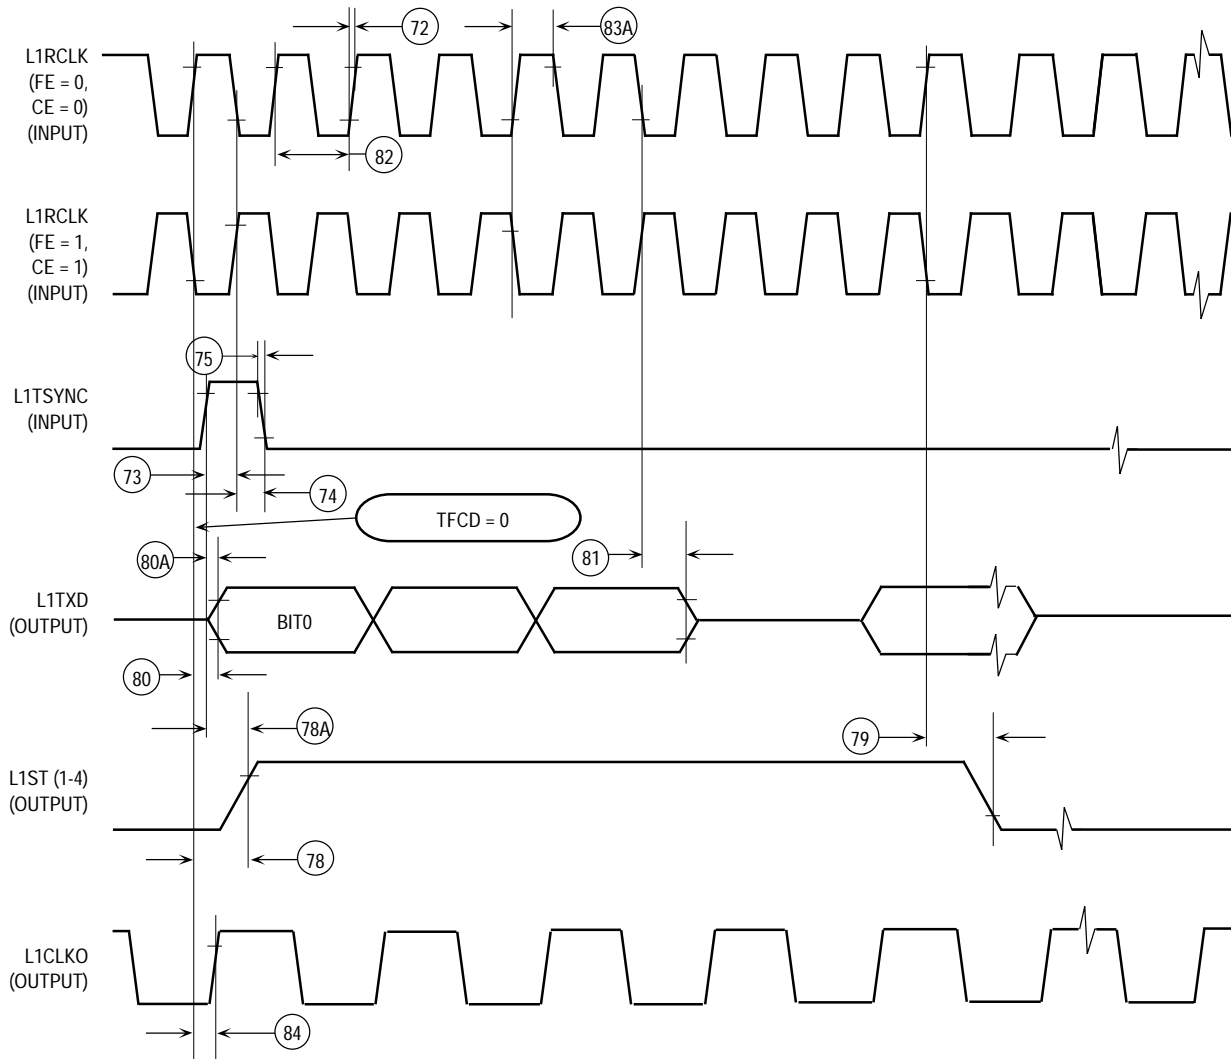 72
83A
L1RCLK
(FE = 0,
CE = 0)
(INPUT)
82
L1RCLK
(FE = 1,
CE = 1)
(INPUT)
75
L1TSYNC
(INPUT)
73
74
TFCD = 0
80A
81
L1TXD
(OUTPUT)
BIT0
80
78A
79
L1ST (1-4)
(OUTPUT)
78
L1CLKO
(OUTPUT)
84